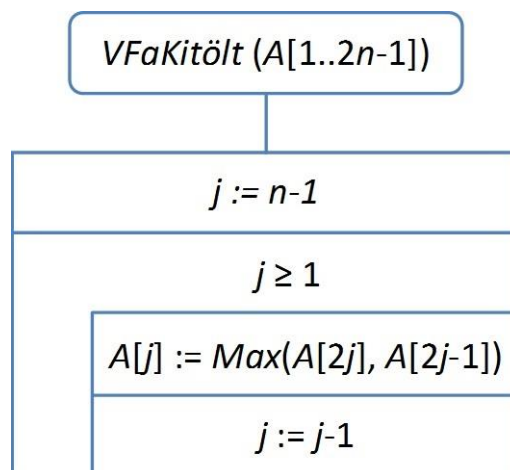 VFaKitölt (A[1..2n-1])
j := n-1
j ≥ 1
A[j] := Max(A[2j], A[2j-1])
j := j-1